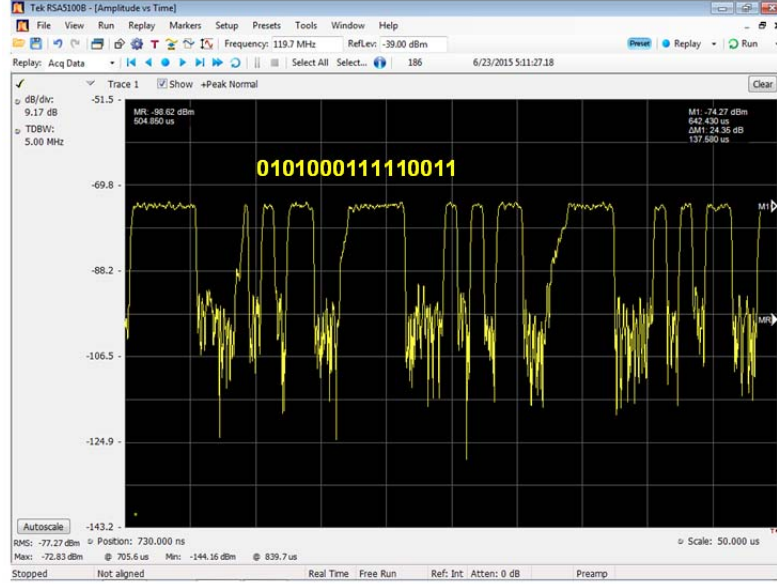 Tek RSA5100B - [Amplitude vs Time]
File View Run Replay Markers Setup Presets Tools Window Help
Frequency: 119.7 MHz RefLev: -39.00 dBm Preset Replay Run
Replay: Acq Data Select All Select... 186 6/23/2015 5:11:27.18
Trace 1 Show +Peak Normal Clear
dB/div:
9.17 dB
TDBW:
5.00 MHz
-51.5
MR: -98.62 dBm
504.850 us
M1: -74.27 dBm
642.430 us
ΔM1: 24.35 dB
137.580 us
0101000111110011
-69.8
M1
-88.2
MR
-106.5
-124.9
-143.2
Autoscale
RMS: -77.27 dBm Position: 730.000 ns Scale: 50.000 us
Max: -72.83 dBm @ 705.6 us Min: -144.16 dBm @ 839.7 us
Stopped Not aligned Real Time Free Run Ref: Int Atten: 0 dB Preamp